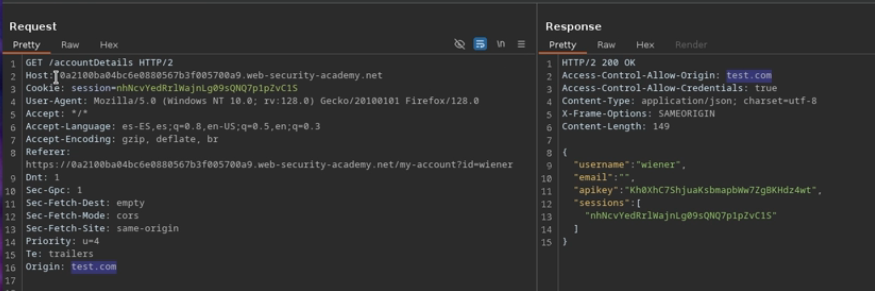 Request
Pretty Raw Hex
\n
1 GET /accountDetails HTTP/2
2 Host: 0a2100ba04bc6e0880567b3f005700a9.web-security-academy.net
3 Cookie: session=nhNcvYedRrlWajnLg09sQNQ7p1pZvC1S
4 User-Agent: Mozilla/5.0 (Windows NT 10.0; rv:128.0) Gecko/20100101 Firefox/128.0
5 Accept: */*
6 Accept-Language: es-ES,es;q=0.8,en-US;q=0.5,en;q=0.3
7 Accept-Encoding: gzip, deflate, br
8 Referer:
https://0a2100ba04bc6e0880567b3f005700a9.web-security-academy.net/my-account?id=wiener
9 Dnt: 1
10 Sec-Gpc: 1
11 Sec-Fetch-Dest: empty
12 Sec-Fetch-Mode: cors
13 Sec-Fetch-Site: same-origin
14 Priority: u=4
15 Te: trailers
16 Origin: test.com
17
Response
Pretty Raw Hex Render
1 HTTP/2 200 OK
2 Access-Control-Allow-Origin: test.com
3 Access-Control-Allow-Credentials: true
4 Content-Type: application/json; charset=utf-8
5 X-Frame-Options: SAMEORIGIN
6 Content-Length: 149
7
8 {
9 "username":"wiener",
10 "email":"",
11 "apikey":"Kh0XhC7ShjuaKsbmapbWw7ZgBKHdz4wt",
12 "sessions":[
13 "nhNcvYedRrlWajnLg09sQNQ7p1pZvC1S"
14 ]
15 }